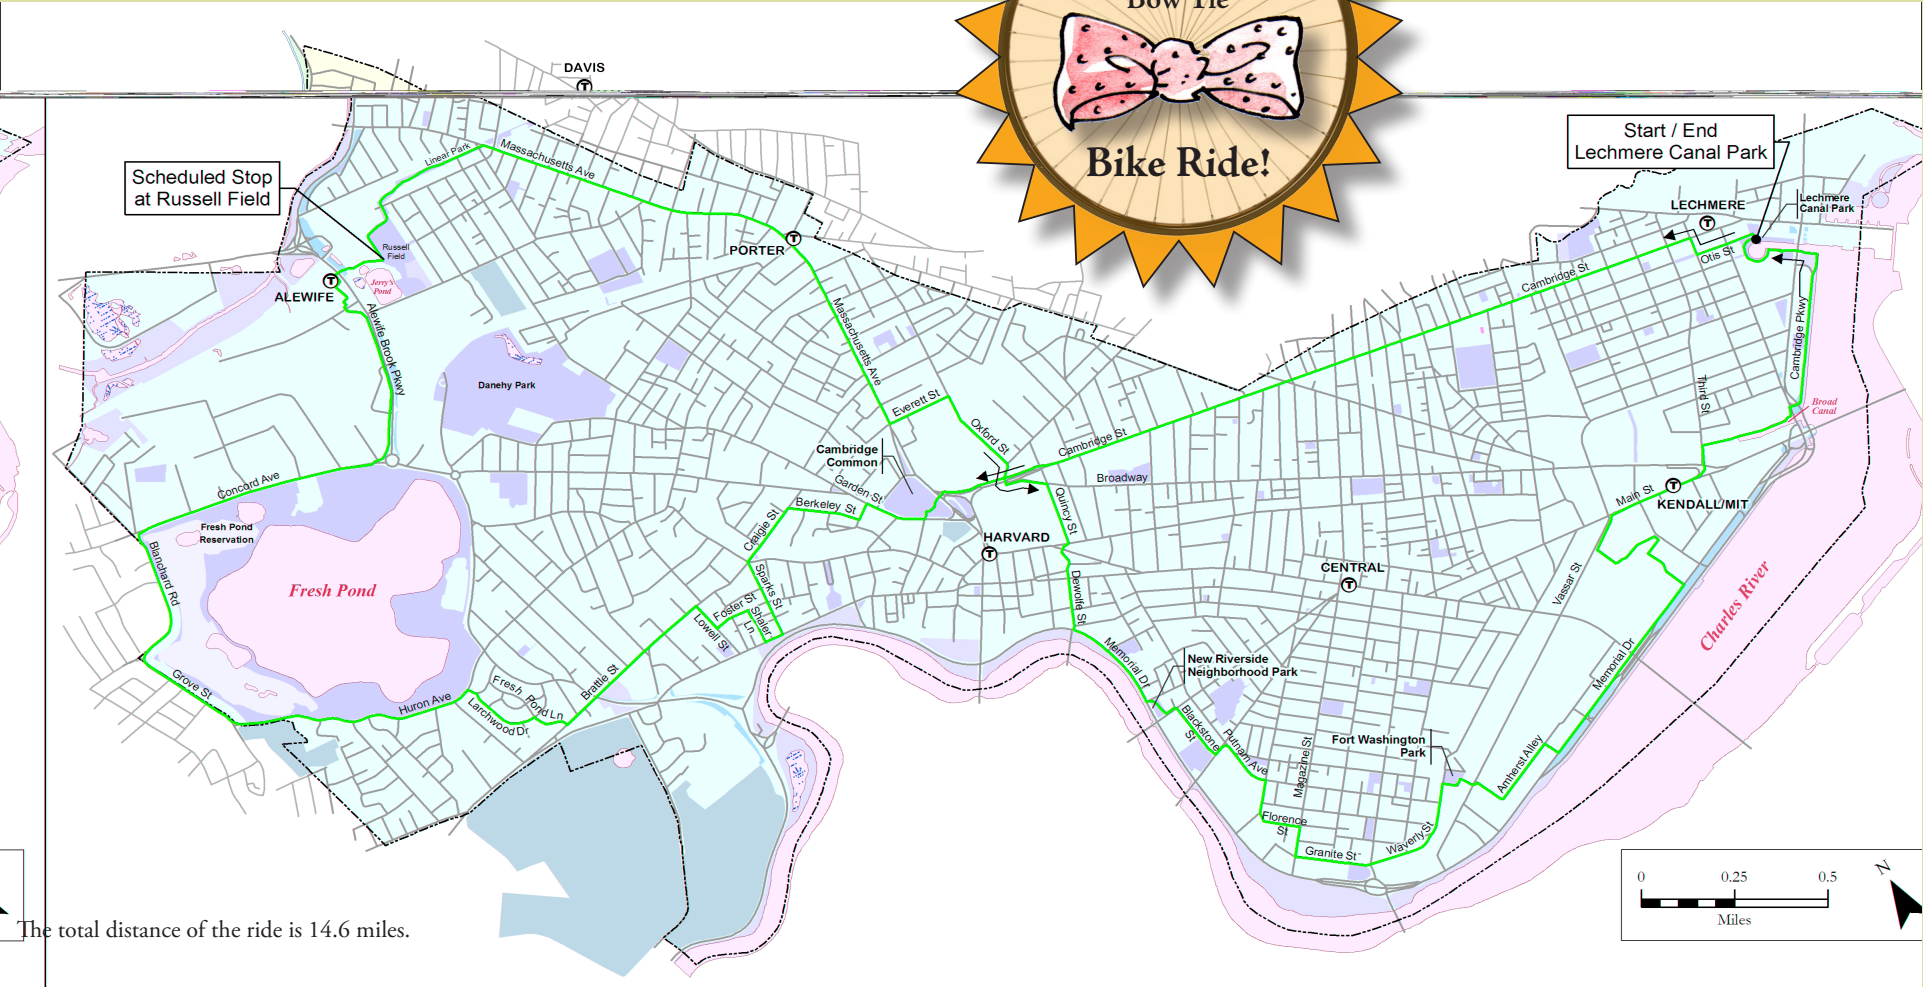 Bow Tie
Bike Ride!
DAVIS
Start / End
Lechmere Canal Park
Scheduled Stop
at Russell Field
Linear Park
Massachusetts Ave
LECHMERE
Lechmere
Canal Park
PORTER
Russell
Field
Otis St
Cambridge St
ALEWIFE
Jerry's
Pond
Alewife Brook Pkwy
Massachusetts Ave
Cambridge Pkwy
Danehy Park
Everett St
Third St
Broad
Canal
Oxford St
Cambridge St
Cambridge
Common
Broadway
Garden St
Concord Ave
Main St
KENDALL/MIT
Berkeley St
Quincy St
Craigie St
Fresh Pond
Reservation
HARVARD
Blanchard Rd
Fresh Pond
CENTRAL
Sparks St
Dewolfe St
Vassar St
Charles River
Foster St
Shaler
Ln
Lowell St
Memorial Dr
Memorial Dr
New Riverside
Neighborhood Park
Grove St
Brattle St
Fresh Pond Ln
Huron Ave
Larchwood Dr
Blackstone
St
Putnam Ave
Magazine St
Fort Washington
Park
Amherst Alley
Florence
St
Waverly St
Granite St
N
0 0.25 0.5
Miles
The total distance of the ride is 14.6 miles.